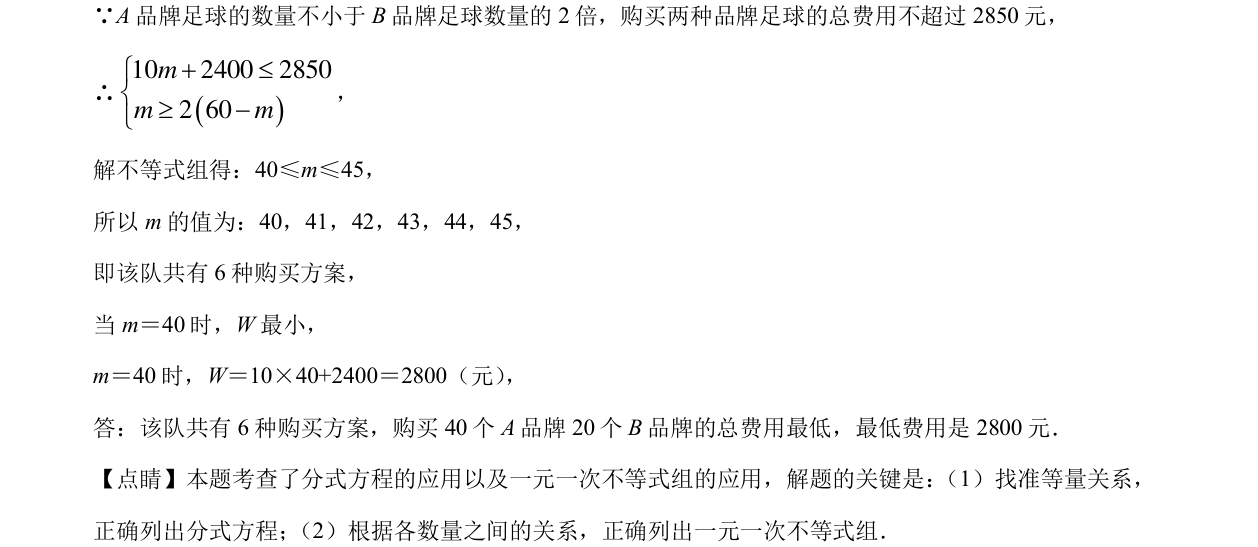 ∵A 品牌足球的数量不小于 B 品牌足球数量的 2 倍，购买两种品牌足球的总费用不超过 2850 元，
∴ {10m+2400≤2850
m≥2(60−m) ，
解不等式组得：40≤m≤45，
所以 m 的值为：40，41，42，43，44，45，
即该队共有 6 种购买方案，
当 m＝40 时，W 最小，
m＝40 时，W＝10×40+2400＝2800（元），
答：该队共有 6 种购买方案，购买 40 个 A 品牌 20 个 B 品牌的总费用最低，最低费用是 2800 元．
【点睛】本题考查了分式方程的应用以及一元一次不等式组的应用，解题的关键是：（1）找准等量关系，
正确列出分式方程；（2）根据各数量之间的关系，正确列出一元一次不等式组．